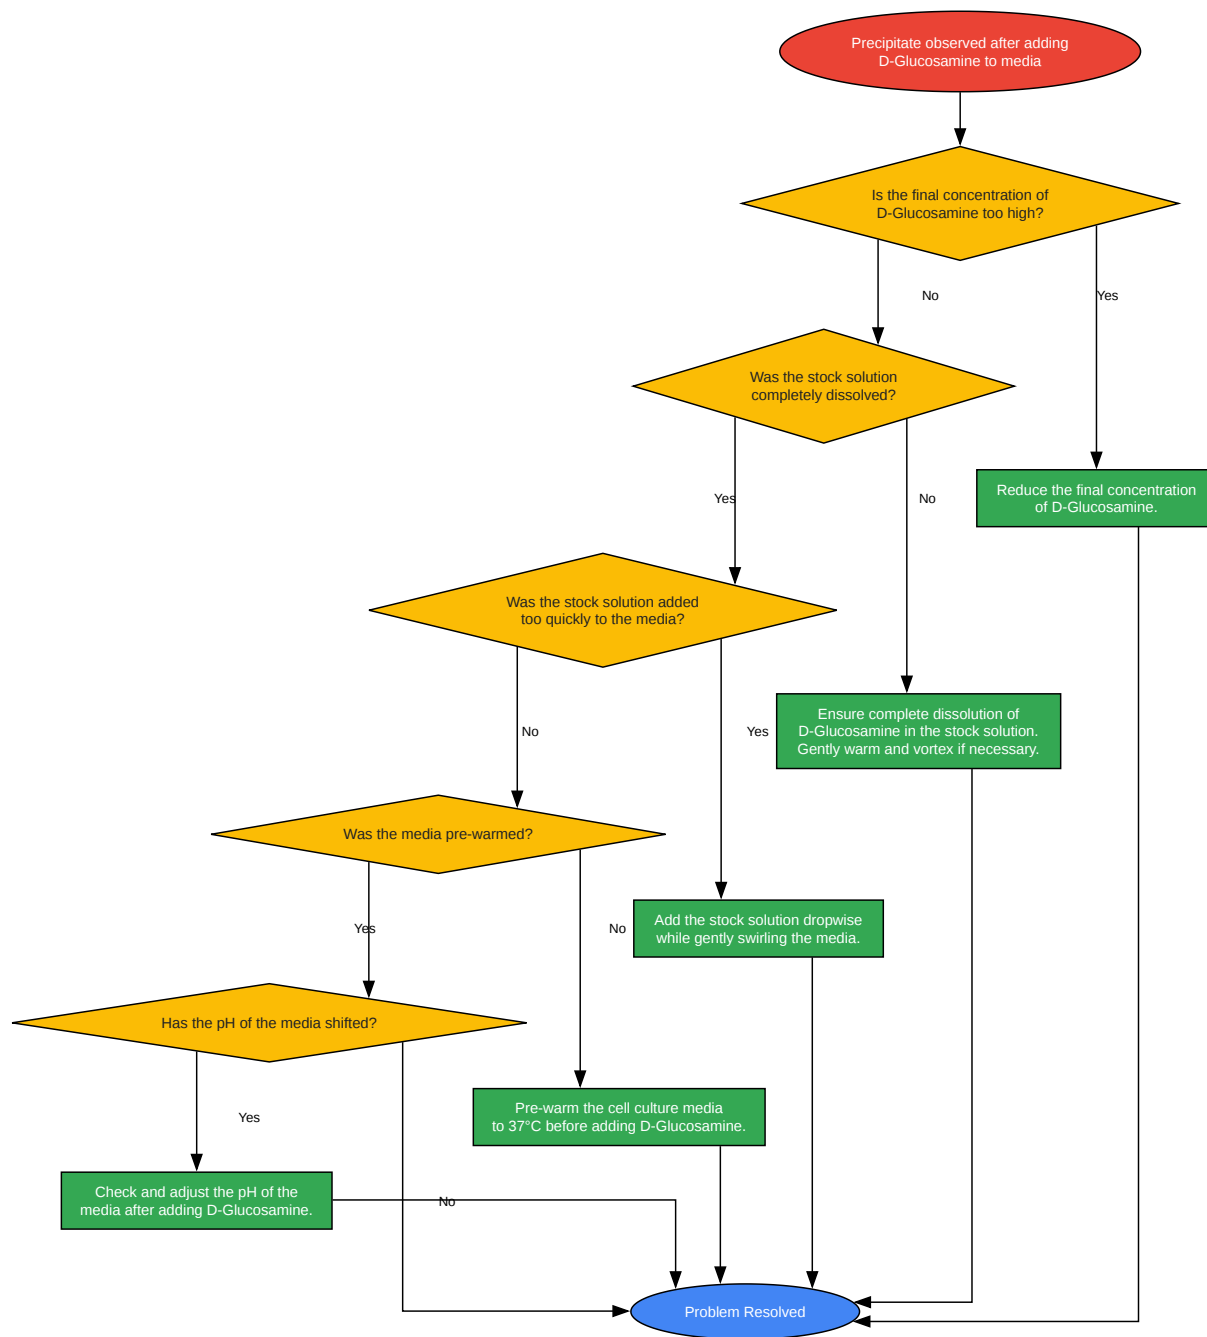 Precipitate observed after adding
D-Glucosamine to media
Is the final concentration of
D-Glucosamine too high?
No
Yes
Was the stock solution
completely dissolved?
Yes
No
Reduce the final concentration
of D-Glucosamine.
Was the stock solution added
too quickly to the media?
No
Yes
Ensure complete dissolution of
D-Glucosamine in the stock solution.
Gently warm and vortex if necessary.
Was the media pre-warmed?
Yes
No
Add the stock solution dropwise
while gently swirling the media.
Has the pH of the media shifted?
Yes
Pre-warm the cell culture media
to 37°C before adding D-Glucosamine.
Check and adjust the pH of the
media after adding D-Glucosamine.
No
Problem Resolved